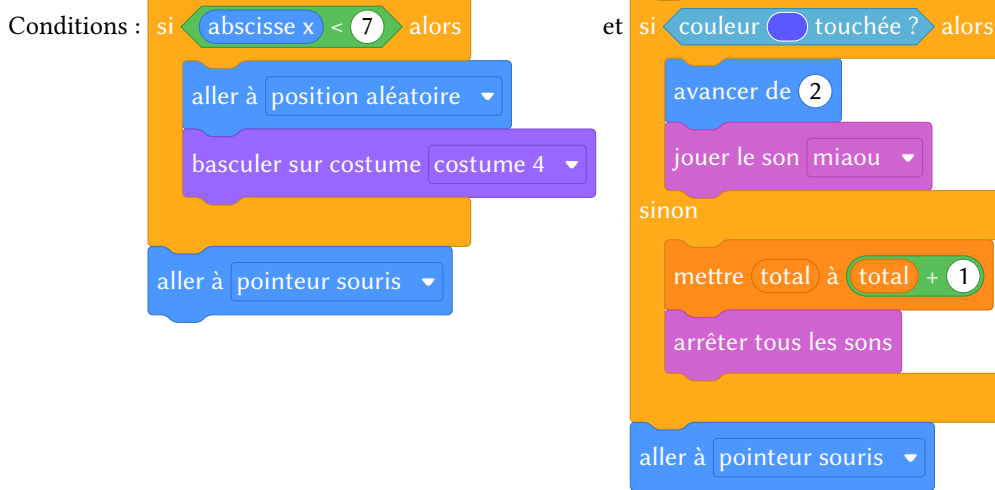 Conditions : si abscisse x < 7 alors
aller à position aléatoire
basculer sur costume costume 4
aller à pointeur souris
et si couleur touchée ? alors
avancer de 2
jouer le son miaou
sinon
mettre total à total + 1
arrêter tous les sons
aller à pointeur souris